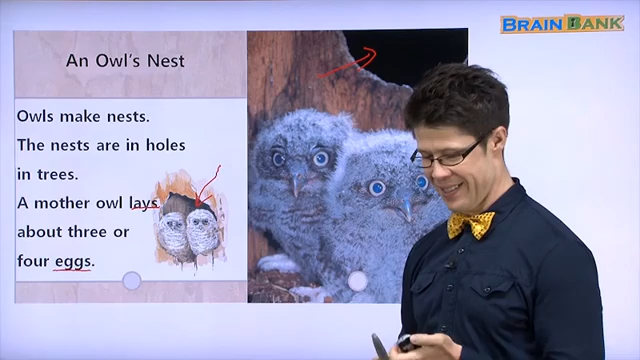 BRAIN BANK
An Owl's Nest
Owls make nests.
The nests are in holes
in trees.
A mother owl lays
about three or
four eggs.